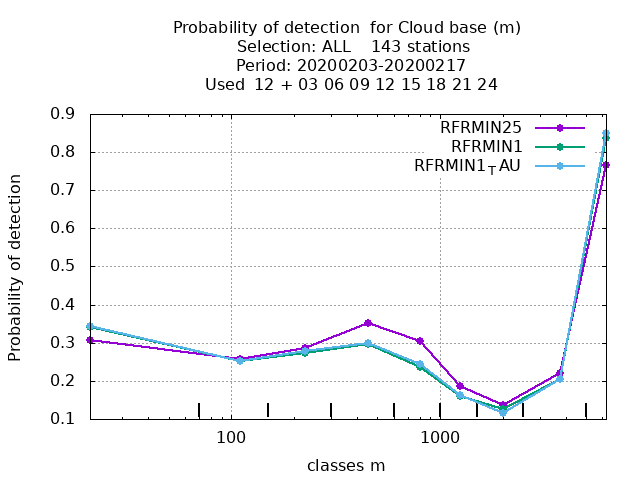 Probability of detection  for Cloud base (m)
Selection: ALL    143 stations
Period: 20200203-20200217
Used  12 + 03 06 09 12 15 18 21 24
RFRMIN25
RFRMIN1
RFRMIN1TAU
Probability of detection
0.9
0.8
0.7
0.6
0.5
0.4
0.3
0.2
0.1
100
1000
classes m